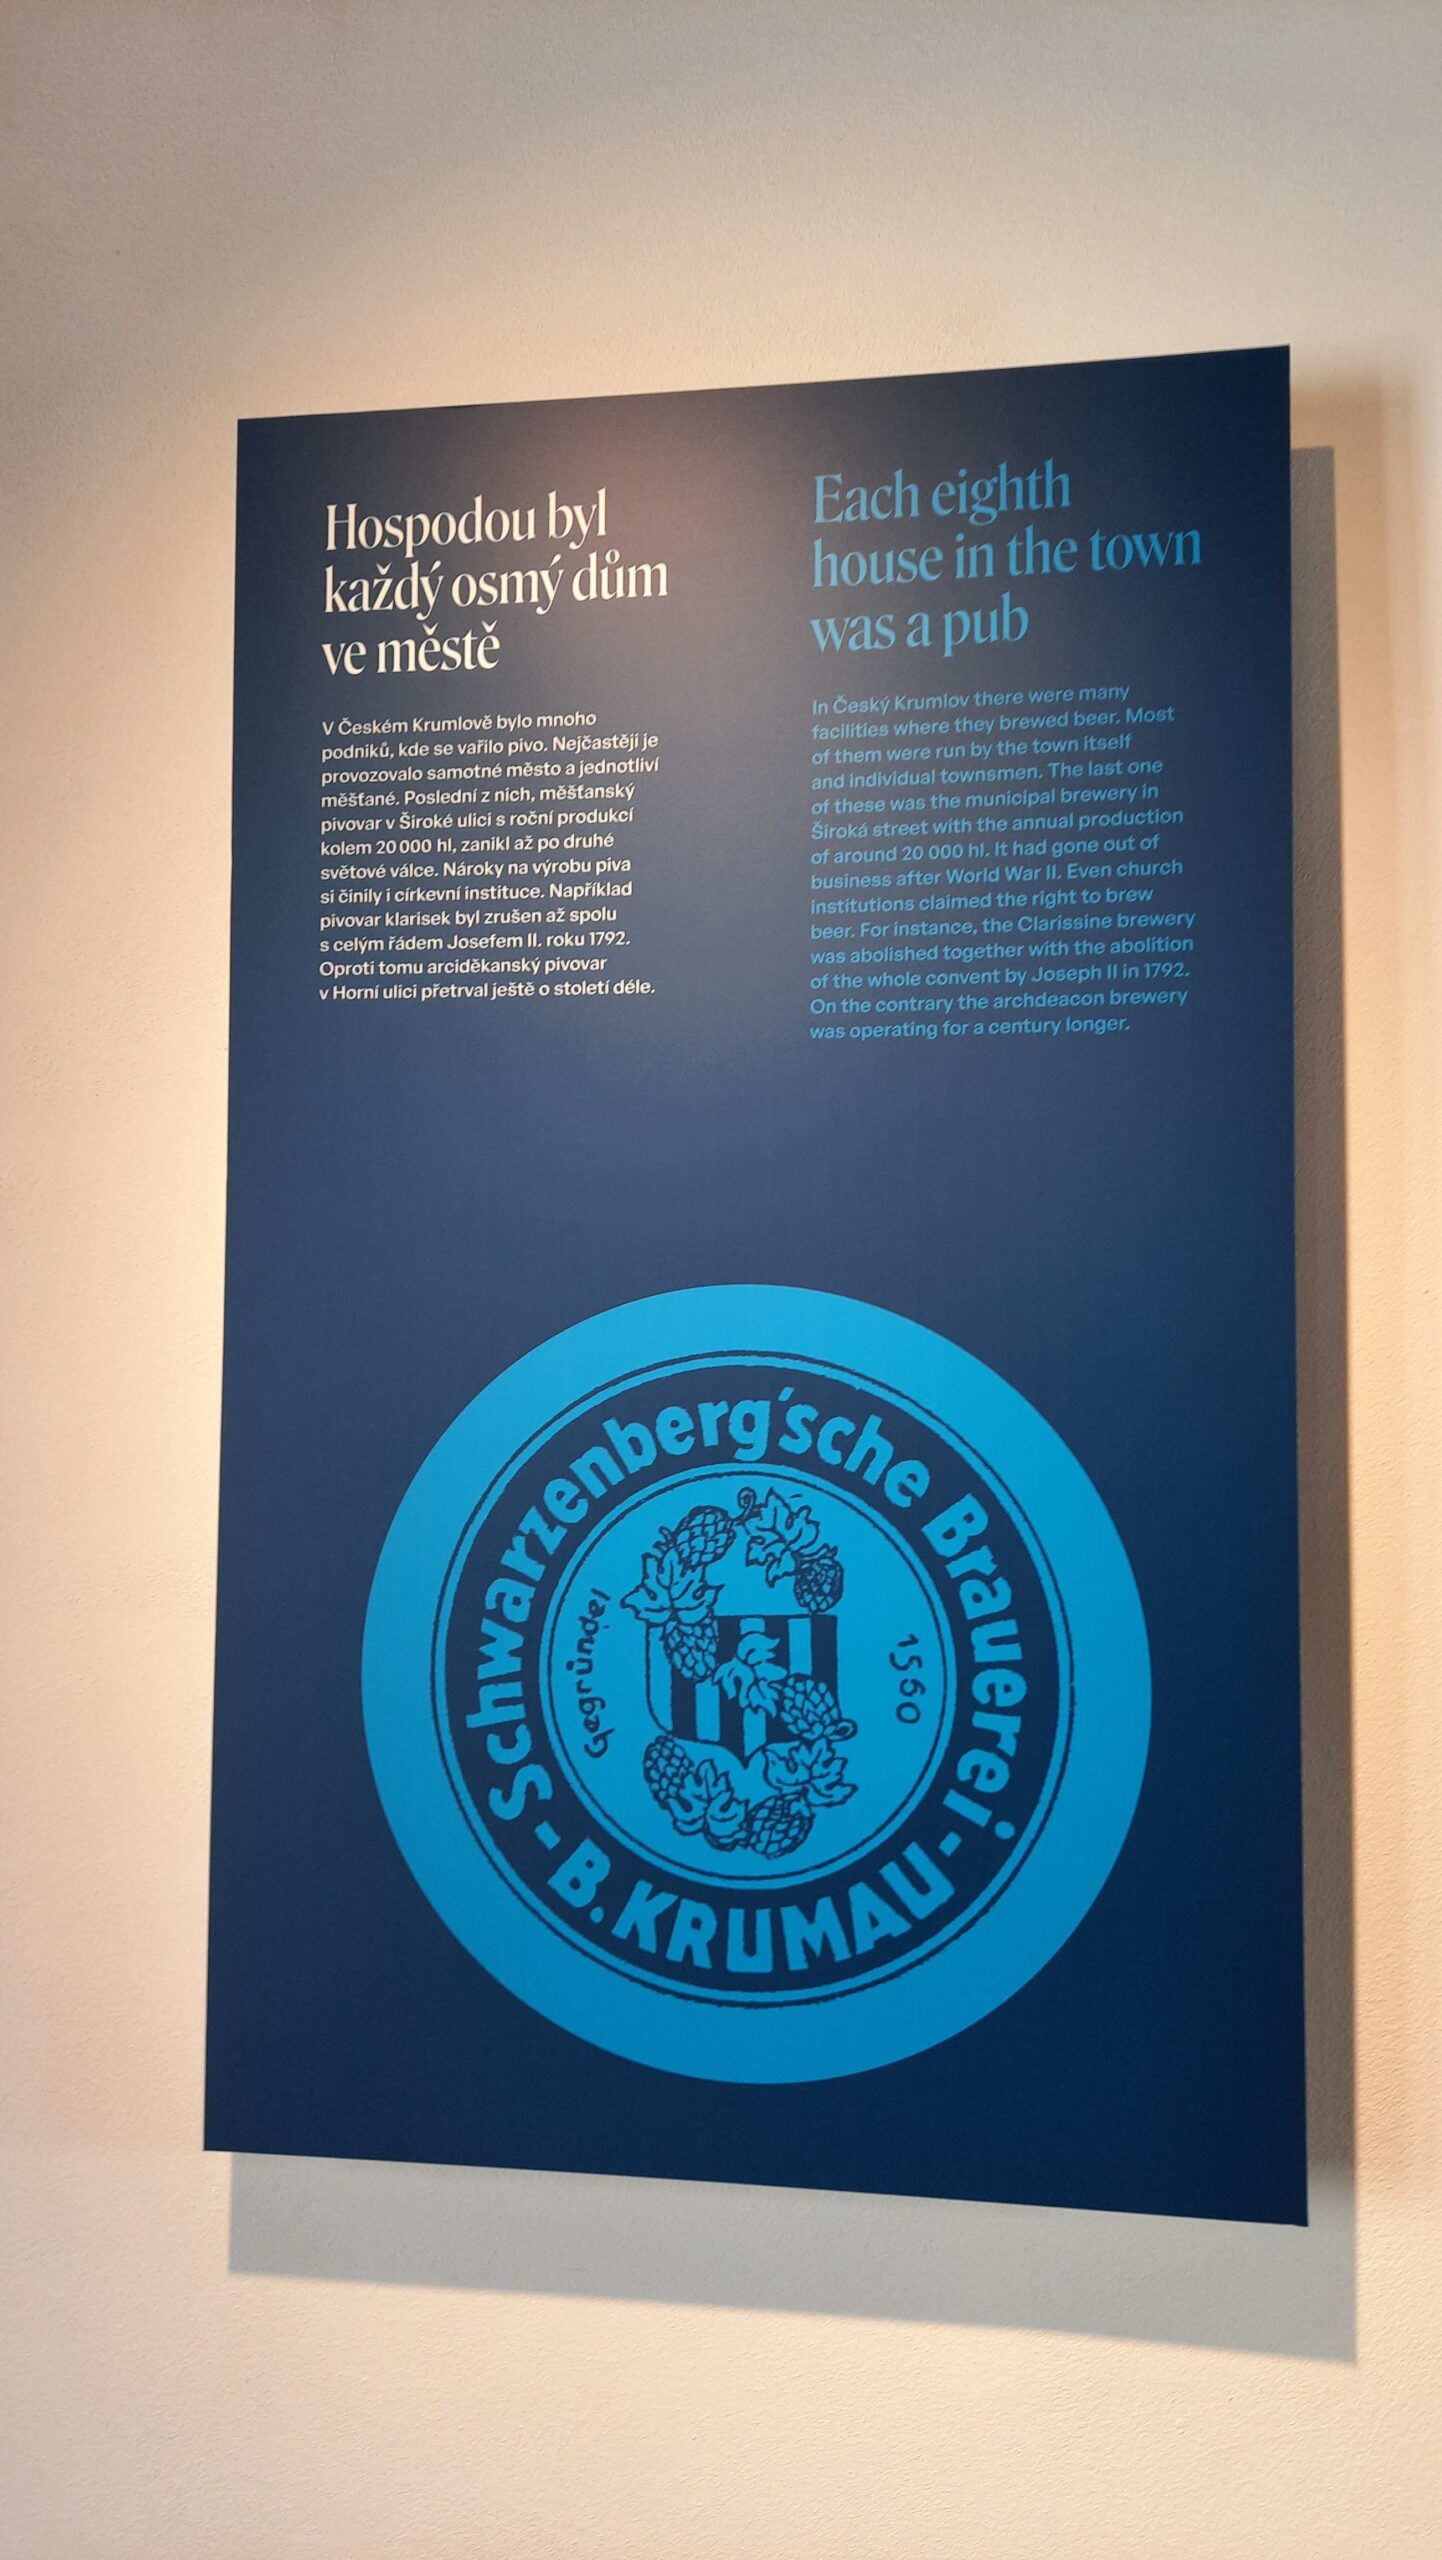 Hospodou byl
každý osmý dům
ve městě
V Českém Krumlově bylo mnoho
podniků, kde se vařilo pivo. Nejčastěji je
provozovalo samotné město a jednotliví
měšťané. Poslední z nich, měšťanský
pivovar v Široké ulici s roční produkcí
kolem 20 000 hl, zanikl až po druhé
světové válce. Nároky na výrobu piva
si činily i církevní instituce. Například
pivovar klarisek byl zrušen až spolu
s celým řádem Josefem II. roku 1792.
Oproti tomu arciděkanský pivovar
v Horní ulici přetrval ještě o století déle.
Each eighth
house in the town
was a pub
In Český Krumlov there were many
facilities where they brewed beer. Most
of them were run by the town itself
and individual townsmen. The last one
of these was the municipal brewery in
Široká street with the annual production
of around 20 000 hl. It had gone out of
business after World War II. Even church
institutions claimed the right to brew
beer. For instance, the Clarissine brewery
was abolished together with the abolition
of the whole convent by Joseph II in 1792.
On the contrary the archdeacon brewery
was operating for a century longer.
Schwarzenberg'sche Brauerei
- B. KRUMAU -
Gegründet
1560